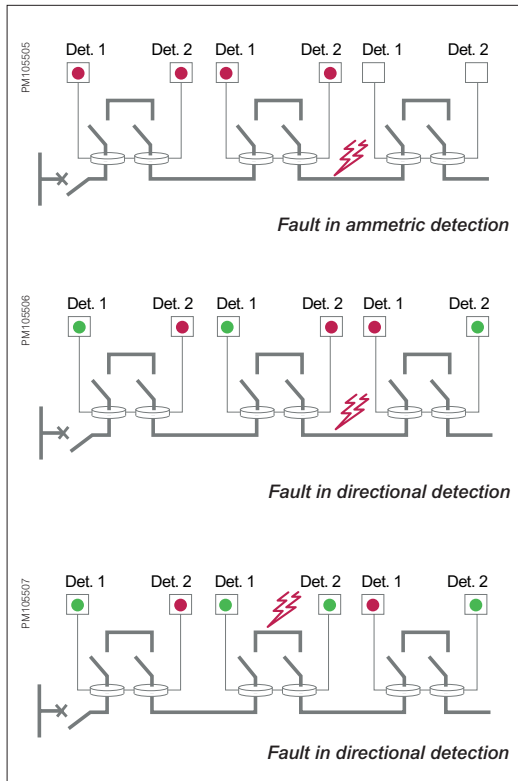 PM105505
Det. 1 Det. 2 Det. 1 Det. 2 Det. 1 Det. 2
Fault in ammetric detection
PM105506
Det. 1 Det. 2 Det. 1 Det. 2 Det. 1 Det. 2
Fault in directional detection
PM105507
Det. 1 Det. 2 Det. 1 Det. 2 Det. 1 Det. 2
Fault in directional detection